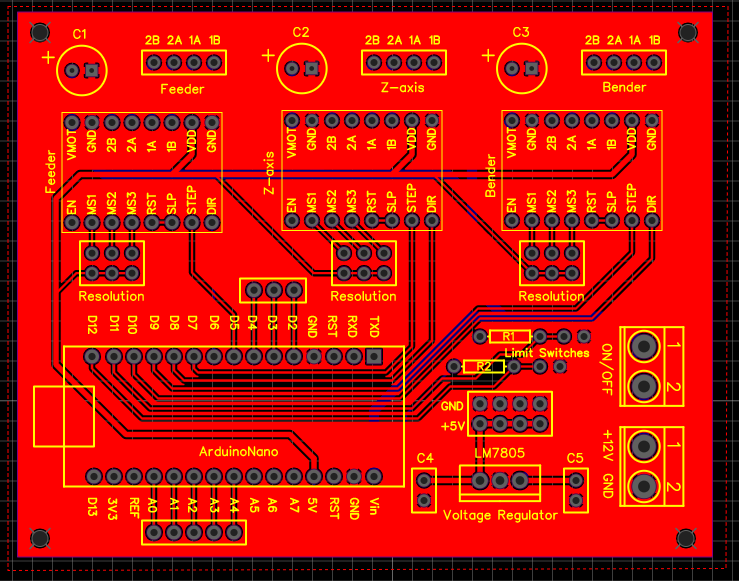 C1
2B 2A 1A 1B
Feeder
C2
2B 2A 1A 1B
Z-axis
C3
2B 2A 1A 1B
Bender
Feeder
VMOT GND 2B 2A 1A 1B VDD GND
EN MS1 MS2 MS3 RST SLP STEP DIR
Z-axis
VMOT GND 2B 2A 1A 1B VDD GND
EN MS1 MS2 MS3 RST SLP STEP DIR
Bender
VMOT GND 2B 2A 1A 1B VDD GND
EN MS1 MS2 MS3 RST SLP STEP DIR
Resolution
Resolution
Resolution
D12 D11 D10 D9 D8 D7 D6 D5 D4 D3 D2 GND RST RXD TXD
R1
Limit Switches
R2
ON/OFF
1
2
GND
+5V
ArduinoNano
LM7805
C4
C5
Voltage Regulator
+12V
GND
1
2
D13 3V3 REF A0 A1 A2 A3 A4 A5 A6 A7 5V RST GND Vin